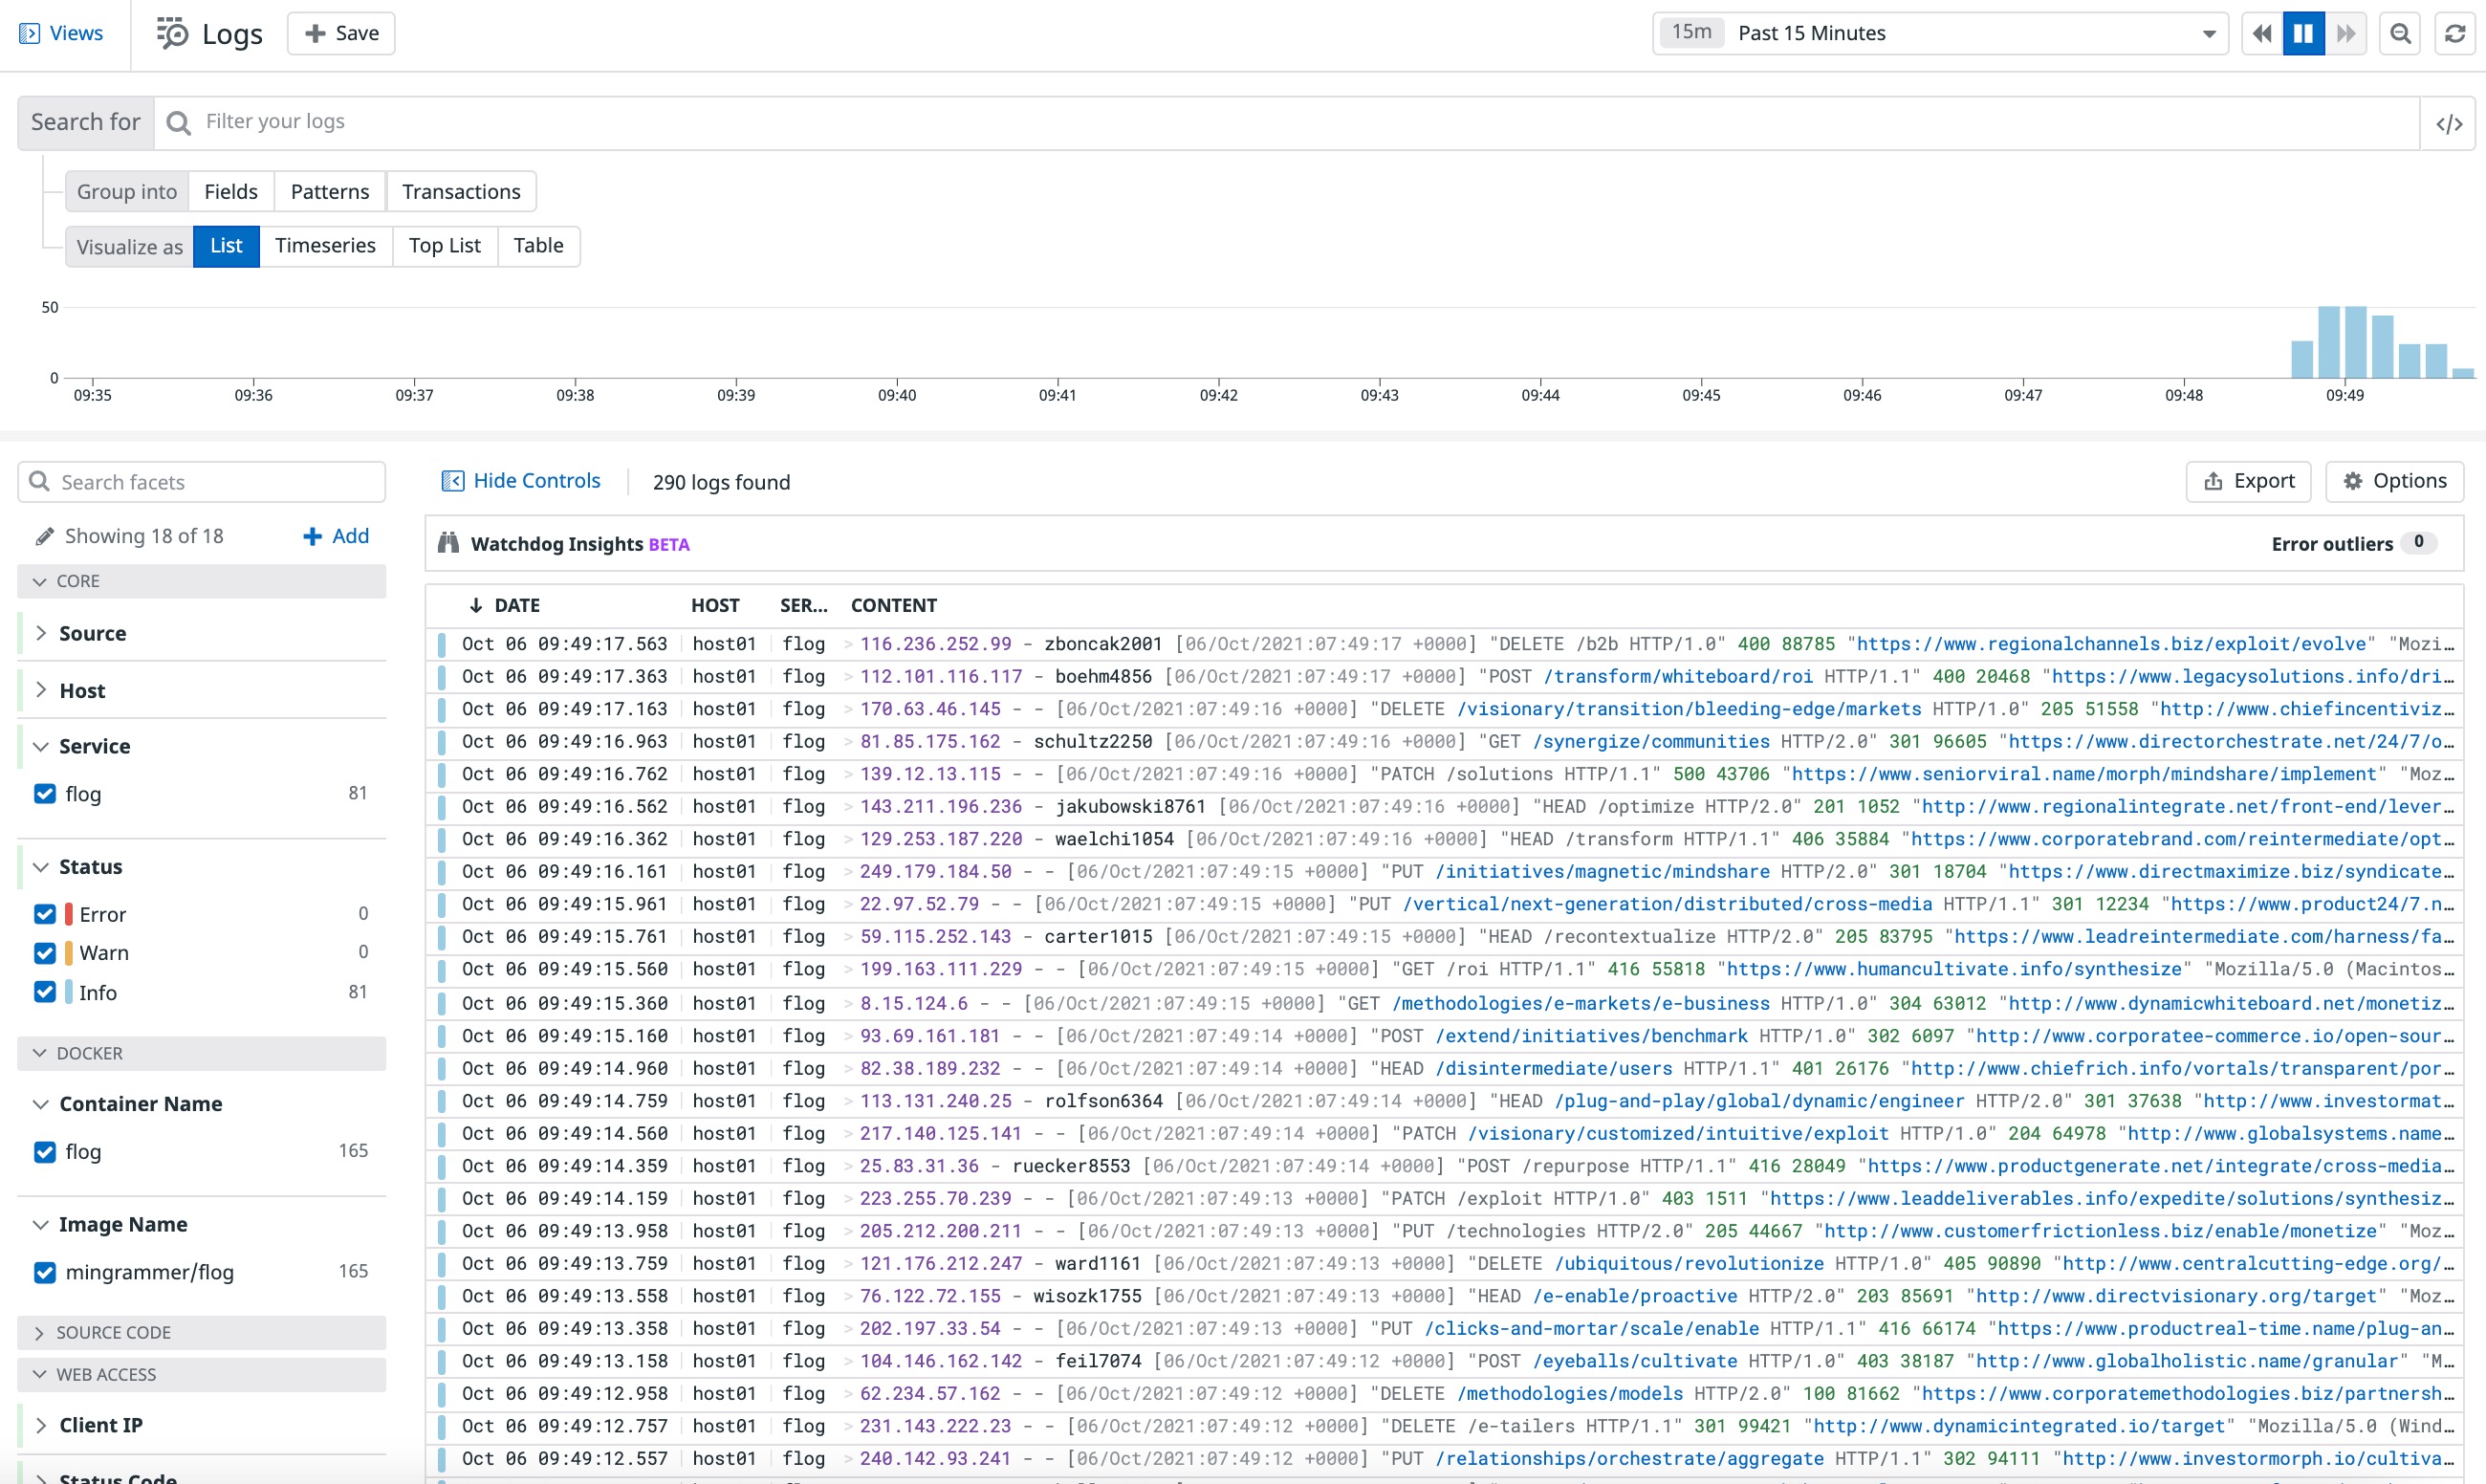 Views Logs + Save 15m Past 15 Minutes
Search for Filter your logs </>
Group into Fields Patterns Transactions
Visualize as List Timeseries Top List Table
50
0
09:35 09:36 09:37 09:38 09:39 09:40 09:41 09:42 09:43 09:44 09:45 09:46 09:47 09:48 09:49
Search facets
Showing 18 of 18 + Add
CORE
Source
Host
Service
flog 81
Status
Error 0
Warn 0
Info 81
DOCKER
Container Name
flog 165
Image Name
mingrammer/flog 165
SOURCE CODE
WEB ACCESS
Client IP
Status Code
Hide Controls 290 logs found Export Options
Watchdog Insights BETA Error outliers 0
↓ DATE HOST SER... CONTENT
Oct 06 09:49:17.563 host01 flog > 116.236.252.99 - zboncak2001 [06/Oct/2021:07:49:17 +0000] "DELETE /b2b HTTP/1.0" 400 88785 "https://www.regionalchannels.biz/exploit/evolve" "Mozi…
Oct 06 09:49:17.363 host01 flog > 112.101.116.117 - boehm4856 [06/Oct/2021:07:49:17 +0000] "POST /transform/whiteboard/roi HTTP/1.1" 400 20468 "https://www.legacysolutions.info/dri…
Oct 06 09:49:17.163 host01 flog > 170.63.46.145 - - [06/Oct/2021:07:49:16 +0000] "DELETE /visionary/transition/bleeding-edge/markets HTTP/1.0" 205 51558 "http://www.chiefincentiviz…
Oct 06 09:49:16.963 host01 flog > 81.85.175.162 - schultz2250 [06/Oct/2021:07:49:16 +0000] "GET /synergize/communities HTTP/2.0" 301 96605 "https://www.directorchestrate.net/24/7/o…
Oct 06 09:49:16.762 host01 flog > 139.12.13.115 - - [06/Oct/2021:07:49:16 +0000] "PATCH /solutions HTTP/1.1" 500 43706 "https://www.seniorviral.name/morph/mindshare/implement" "Moz…
Oct 06 09:49:16.562 host01 flog > 143.211.196.236 - jakubowski8761 [06/Oct/2021:07:49:16 +0000] "HEAD /optimize HTTP/2.0" 201 1052 "http://www.regionalintegrate.net/front-end/lever…
Oct 06 09:49:16.362 host01 flog > 129.253.187.220 - waelchi1054 [06/Oct/2021:07:49:16 +0000] "HEAD /transform HTTP/1.1" 406 35884 "https://www.corporatebrand.com/reintermediate/opt…
Oct 06 09:49:16.161 host01 flog > 249.179.184.50 - - [06/Oct/2021:07:49:15 +0000] "PUT /initiatives/magnetic/mindshare HTTP/2.0" 301 18704 "https://www.directmaximize.biz/syndicate…
Oct 06 09:49:15.961 host01 flog > 22.97.52.79 - - [06/Oct/2021:07:49:15 +0000] "PUT /vertical/next-generation/distributed/cross-media HTTP/1.1" 301 12234 "https://www.product24/7.n…
Oct 06 09:49:15.761 host01 flog > 59.115.252.143 - carter1015 [06/Oct/2021:07:49:15 +0000] "HEAD /recontextualize HTTP/2.0" 205 83795 "https://www.leadreintermediate.com/harness/fa…
Oct 06 09:49:15.560 host01 flog > 199.163.111.229 - - [06/Oct/2021:07:49:15 +0000] "GET /roi HTTP/1.1" 416 55818 "https://www.humancultivate.info/synthesize" "Mozilla/5.0 (Macintos…
Oct 06 09:49:15.360 host01 flog > 8.15.124.6 - - [06/Oct/2021:07:49:15 +0000] "GET /methodologies/e-markets/e-business HTTP/1.0" 304 63012 "http://www.dynamicwhiteboard.net/monetiz…
Oct 06 09:49:15.160 host01 flog > 93.69.161.181 - - [06/Oct/2021:07:49:14 +0000] "POST /extend/initiatives/benchmark HTTP/1.0" 302 6097 "https://www.corporatee-commerce.io/open-sour…
Oct 06 09:49:14.960 host01 flog > 82.38.189.232 - - [06/Oct/2021:07:49:14 +0000] "HEAD /disintermediate/users HTTP/1.1" 401 26176 "http://www.chiefrich.info/vortals/transparent/por…
Oct 06 09:49:14.759 host01 flog > 113.131.240.25 - rolfson6364 [06/Oct/2021:07:49:14 +0000] "HEAD /plug-and-play/global/dynamic/engineer HTTP/2.0" 301 37638 "http://www.investormat…
Oct 06 09:49:14.560 host01 flog > 217.140.125.141 - - [06/Oct/2021:07:49:14 +0000] "PATCH /visionary/customized/intuitive/exploit HTTP/1.0" 204 64978 "http://www.globalsystems.name…
Oct 06 09:49:14.359 host01 flog > 25.83.31.36 - ruecker8553 [06/Oct/2021:07:49:14 +0000] "POST /repurpose HTTP/1.1" 416 28049 "https://www.productgenerate.net/integrate/cross-media…
Oct 06 09:49:14.159 host01 flog > 223.255.70.239 - - [06/Oct/2021:07:49:13 +0000] "PATCH /exploit HTTP/1.0" 403 1511 "https://www.leaddeliverables.info/expedite/solutions/synthesiz…
Oct 06 09:49:13.958 host01 flog > 205.212.200.211 - - [06/Oct/2021:07:49:13 +0000] "PUT /technologies HTTP/2.0" 205 44667 "http://www.customerfrictionless.biz/enable/monetize" "Moz…
Oct 06 09:49:13.759 host01 flog > 121.176.212.247 - ward1161 [06/Oct/2021:07:49:13 +0000] "DELETE /ubiquitous/revolutionize HTTP/1.0" 405 90890 "http://www.centralcutting-edge.org/…
Oct 06 09:49:13.558 host01 flog > 76.122.72.155 - wisozk1755 [06/Oct/2021:07:49:13 +0000] "HEAD /e-enable/proactive HTTP/2.0" 203 85691 "http://www.directvisionary.org/target" "Moz…
Oct 06 09:49:13.358 host01 flog > 202.197.33.54 - - [06/Oct/2021:07:49:13 +0000] "PUT /clicks-and-mortar/scale/enable HTTP/1.1" 416 66174 "https://www.productreal-time.name/plug-an…
Oct 06 09:49:13.158 host01 flog > 104.146.162.142 - feil7074 [06/Oct/2021:07:49:12 +0000] "POST /eyeballs/cultivate HTTP/1.0" 403 38187 "http://www.globalholistic.name/granular" "M…
Oct 06 09:49:12.958 host01 flog > 62.234.57.162 - - [06/Oct/2021:07:49:12 +0000] "DELETE /methodologies/models HTTP/2.0" 100 81662 "https://www.corporatemethodologies.biz/partnersh…
Oct 06 09:49:12.757 host01 flog > 231.143.222.23 - - [06/Oct/2021:07:49:12 +0000] "DELETE /e-tailers HTTP/1.1" 301 99421 "http://www.dynamicintegrated.io/target" "Mozilla/5.0 (Wind…
Oct 06 09:49:12.557 host01 flog > 240.142.93.241 - - [06/Oct/2021:07:49:12 +0000] "PUT /relationships/orchestrate/aggregate HTTP/1.1" 302 94111 "http://www.investormorph.io/cultiva…